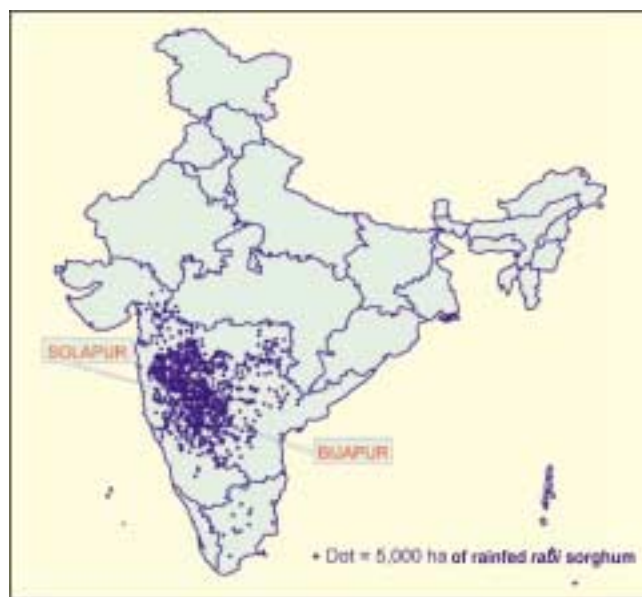 SOLAPUR
BIJAPUR
• Dot = 5,000 ha of rainfed rabi sorghum